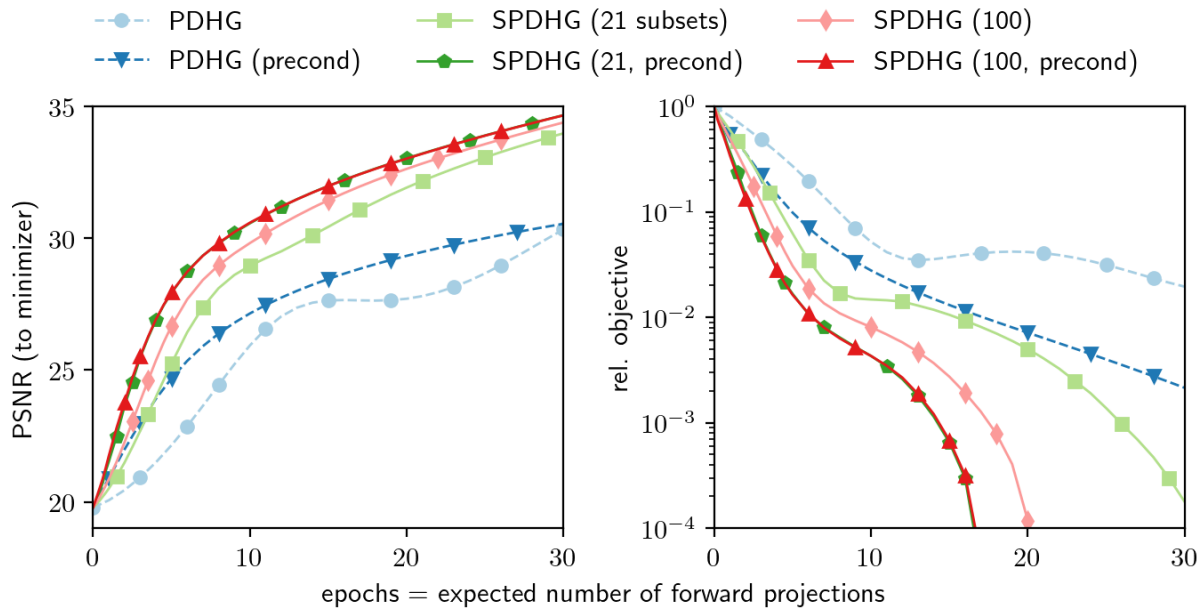 PDHG SPDHG (21 subsets) SPDHG (100)
PDHG (precond) SPDHG (21, precond) SPDHG (100, precond)
35
30
25
20
PSNR (to minimizer)
0 10 20 30
10^0
10^-1
10^-2
10^-3
10^-4
rel. objective
0 10 20 30
epochs = expected number of forward projections